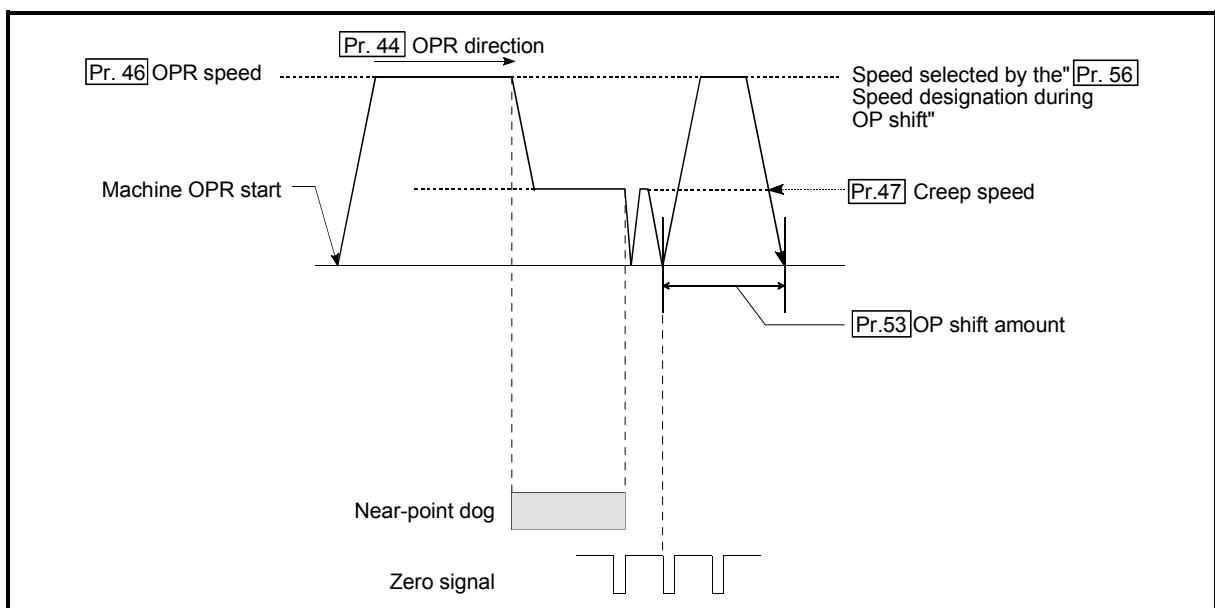 Pr. 44 OPR direction
Pr. 46 OPR speed
Speed selected by the" Pr. 56
Speed designation during
OP shift"
Machine OPR start
Pr.47 Creep speed
Pr.53 OP shift amount
Near-point dog
Zero signal